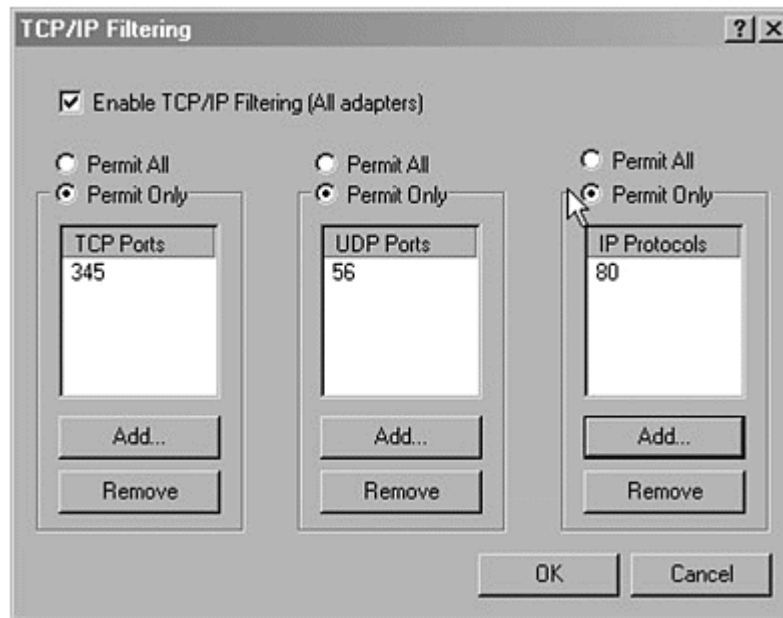 TCP/IP Filtering
Enable TCP/IP Filtering (All adapters)
Permit All
Permit Only
TCP Ports
345
Add...
Remove
Permit All
Permit Only
UDP Ports
56
Add...
Remove
Permit All
Permit Only
IP Protocols
80
Add...
Remove
OK
Cancel